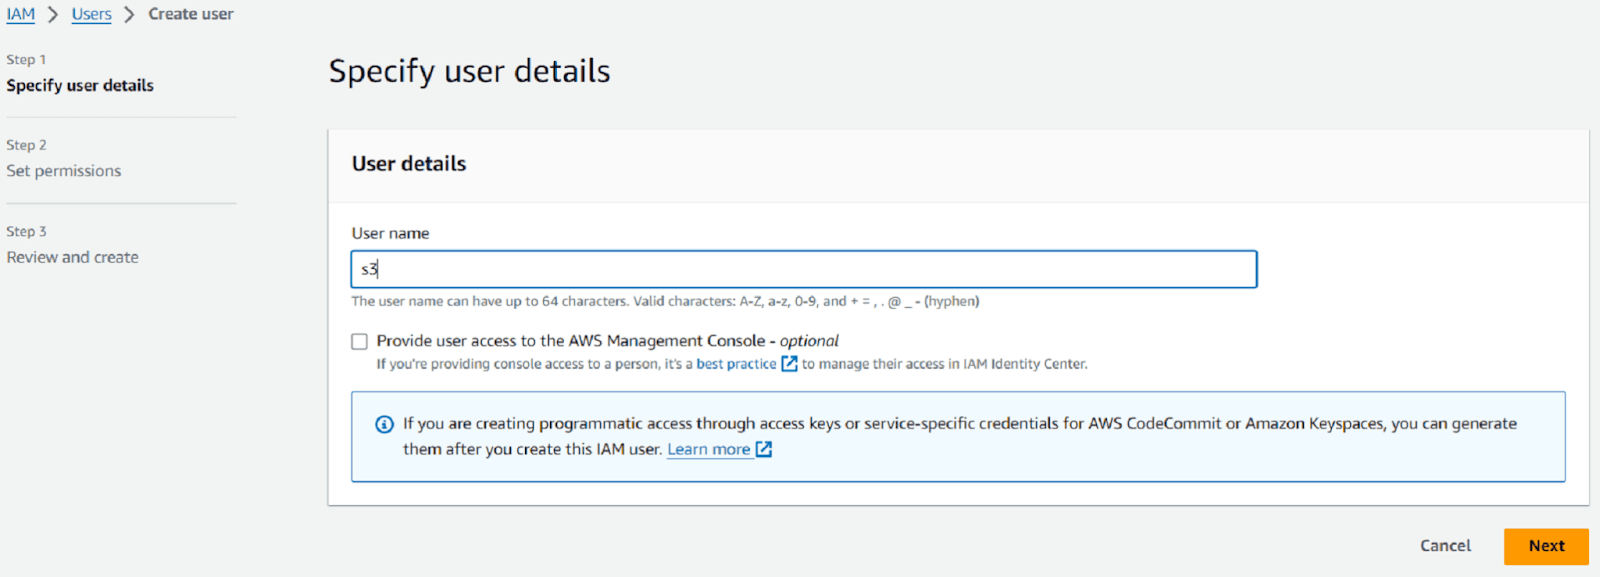 IAM > Users > Create user
Step 1
Specify user details
Step 2
Set permissions
Step 3
Review and create
Specify user details
User details
User name
s3
The user name can have up to 64 characters. Valid characters: A-Z, a-z, 0-9, and + = , . @ _ - (hyphen)
Provide user access to the AWS Management Console - optional
If you're providing console access to a person, it's a best practice to manage their access in IAM Identity Center.
If you are creating programmatic access through access keys or service-specific credentials for AWS CodeCommit or Amazon Keyspaces, you can generate
them after you create this IAM user. Learn more
Cancel
Next